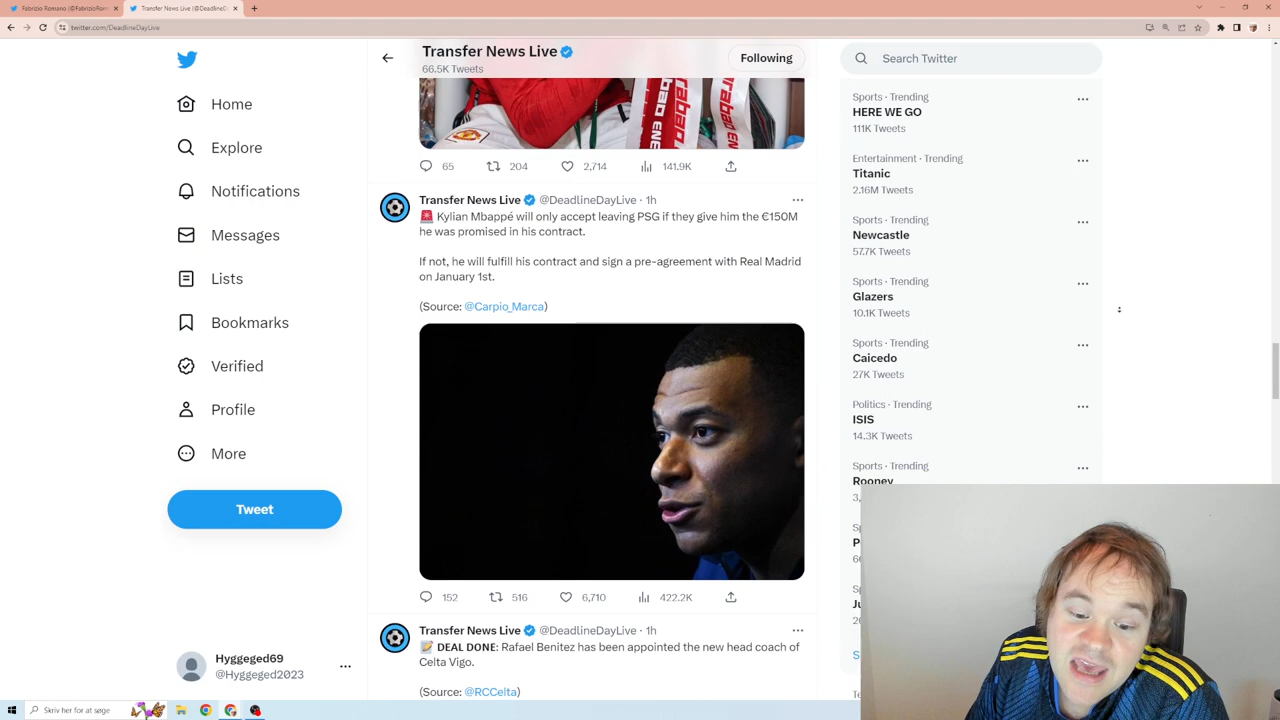 Fabrizio Romano (@FabrizioRom
Transfer News Live (@DeadlineD
twitter.com/DeadlineDayLive
Transfer News Live
66.5K Tweets
Following
Search Twitter
Home
Explore
Notifications
Messages
Lists
Bookmarks
Verified
Profile
More
Tweet
Hyggeged69
@Hyggeged2023
65
204
2,714
141.9K
Transfer News Live @DeadlineDayLive · 1h
Kylian Mbappé will only accept leaving PSG if they give him the €150M
he was promised in his contract.
If not, he will fulfill his contract and sign a pre-agreement with Real Madrid
on January 1st.
(Source: @Carpio_Marca)
152
516
6,710
422.2K
Transfer News Live @DeadlineDayLive · 1h
DEAL DONE: Rafael Benitez has been appointed the new head coach of
Celta Vigo.
(Source: @RCCelta)
Sports · Trending
HERE WE GO
111K Tweets
Entertainment · Trending
Titanic
2.16M Tweets
Sports · Trending
Newcastle
57.7K Tweets
Sports · Trending
Glazers
10.1K Tweets
Sports · Trending
Caicedo
27K Tweets
Politics · Trending
ISIS
14.3K Tweets
Sports · Trending
Rooney
Skriv her for at søge